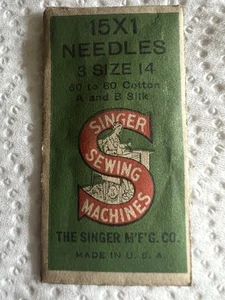 15X1
NEEDLES
3 SIZE 14
60 to 80 Cotton
A and B Silk
SINGER
SEWING
MACHINES
THE SINGER M'F'G. CO.
MADE IN U. S. A.